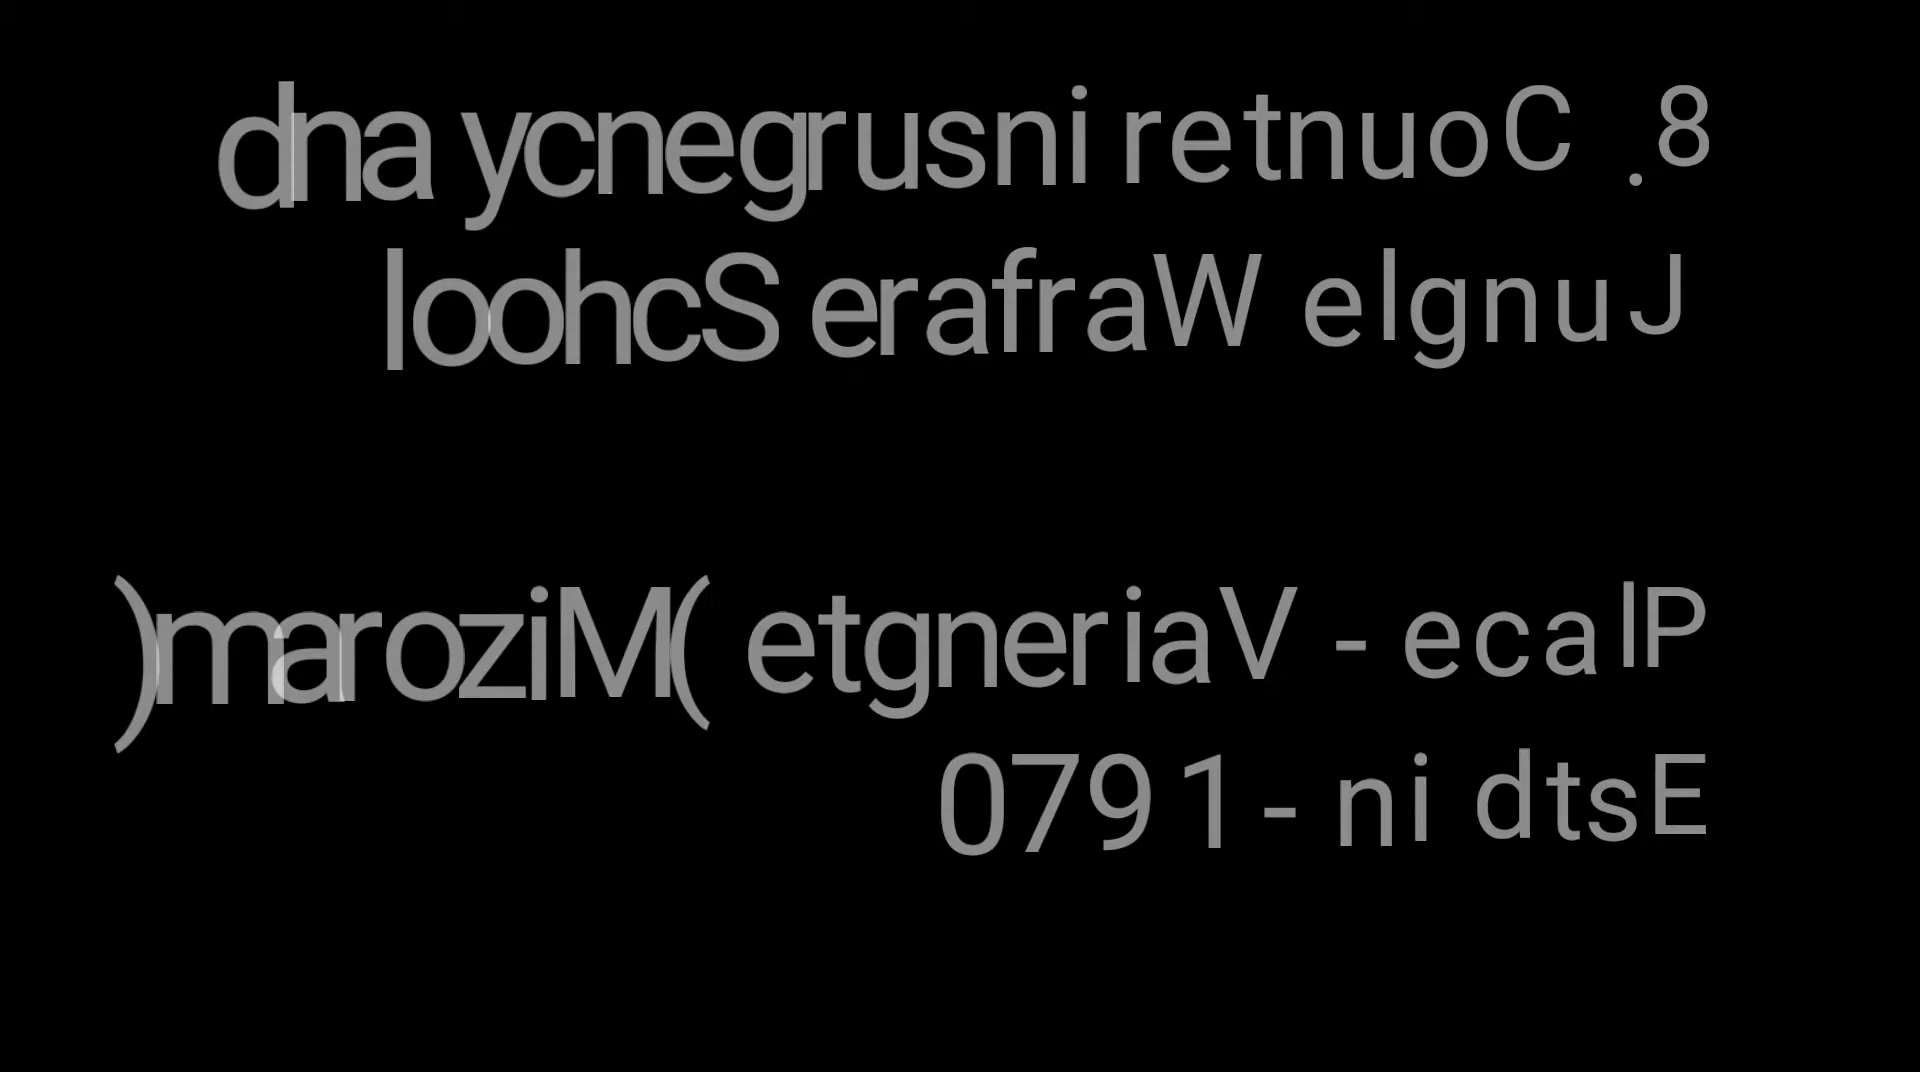 dna ycnegrusni retnuoC .8
loohcS erafraW elgnuJ
)maroziM( etgneriaV - ecalP
0791 - ni dtsE